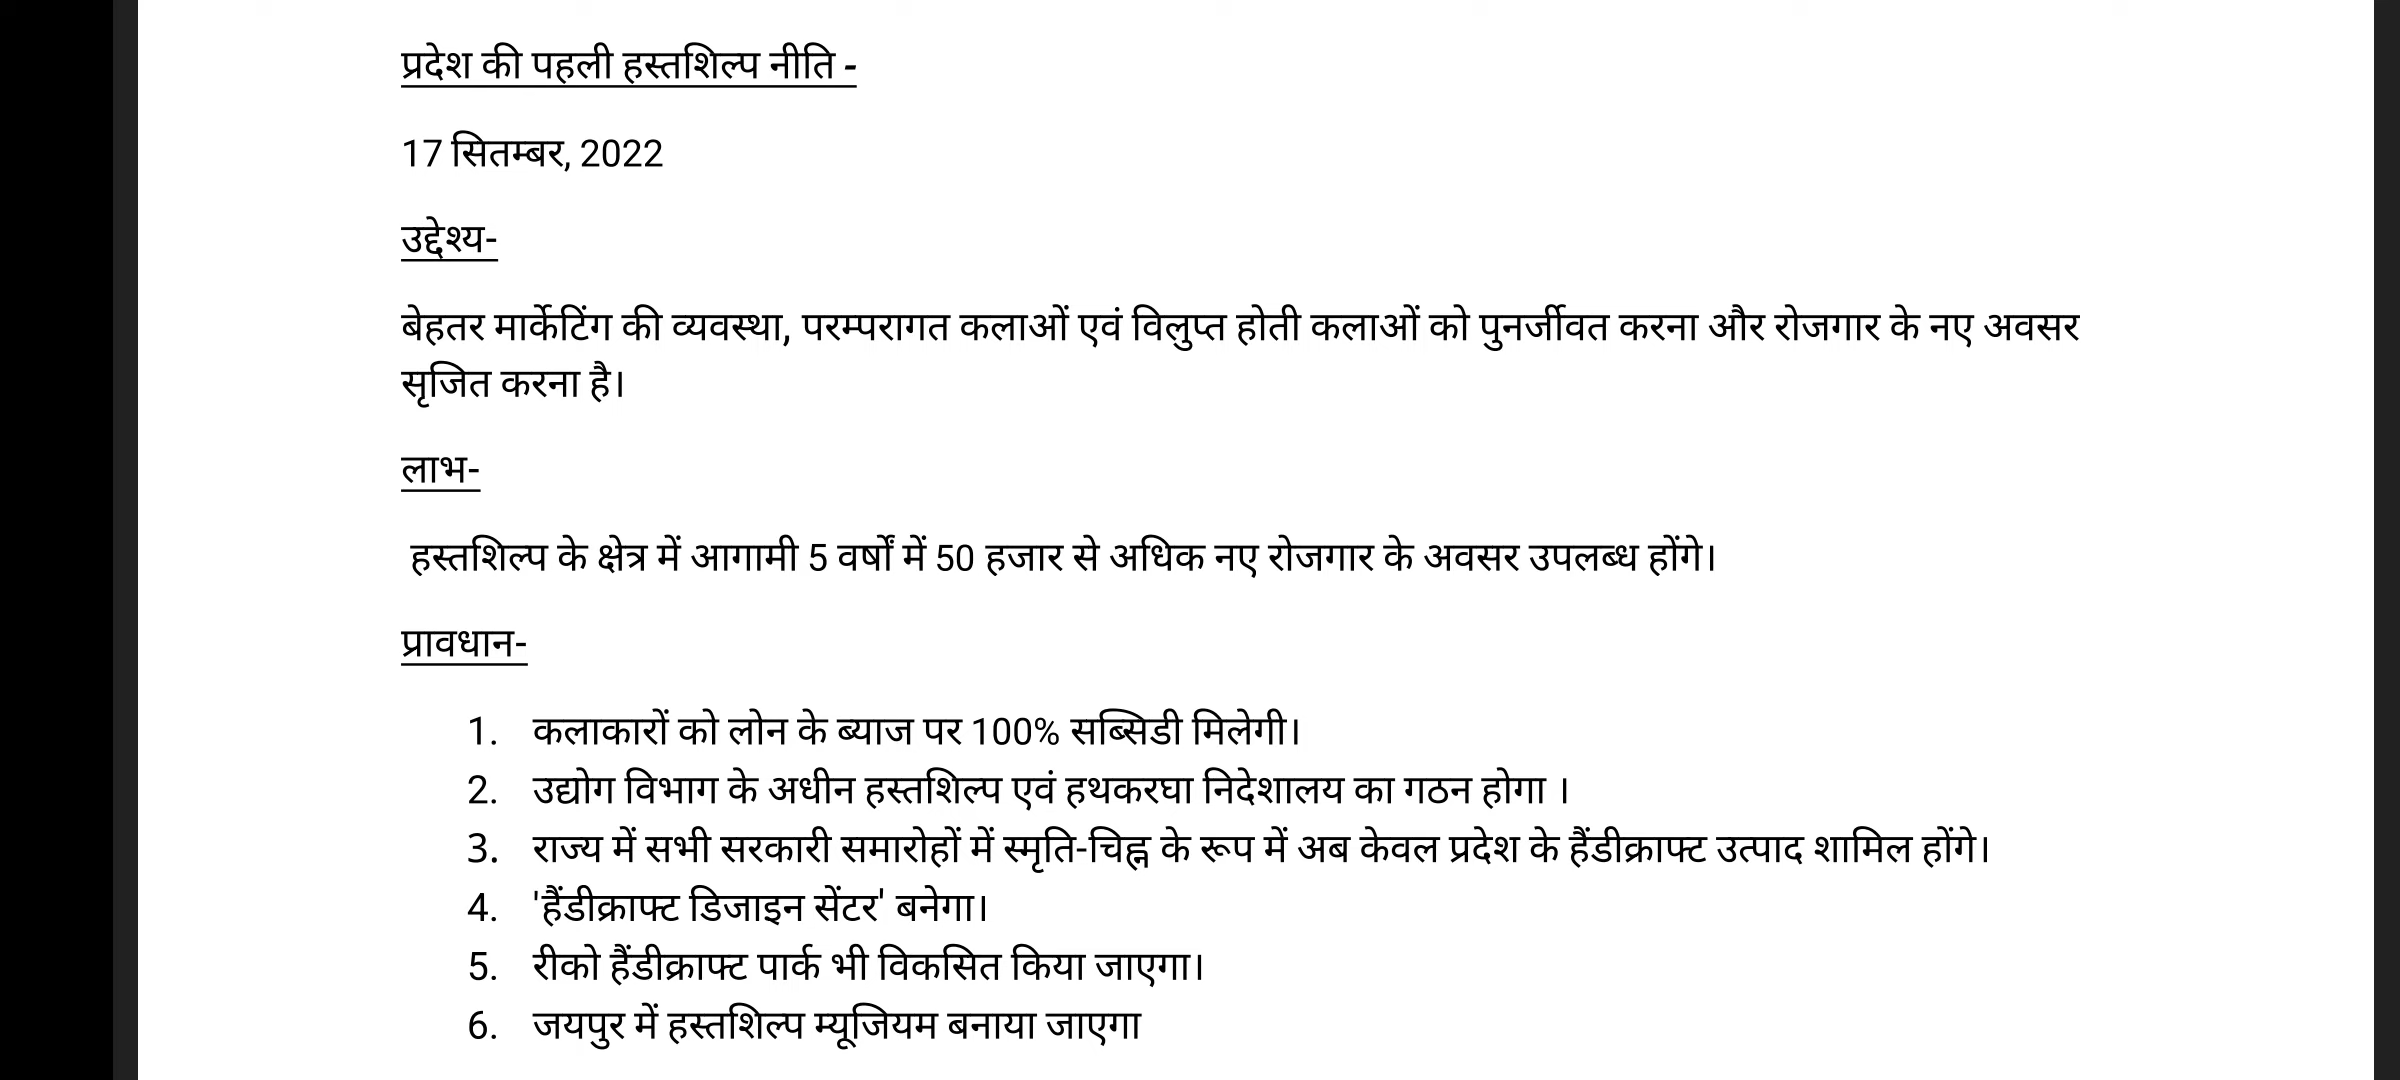 प्रदेश की पहली हस्तशिल्प नीति -
17 सितम्बर, 2022
उद्देश्य-
बेहतर मार्केटिंग की व्यवस्था, परम्परागत कलाओं एवं विलुप्त होती कलाओं को पुनर्जीवत करना और रोजगार के नए अवसर
सृजित करना है।
लाभ-
हस्तशिल्प के क्षेत्र में आगामी 5 वर्षों में 50 हजार से अधिक नए रोजगार के अवसर उपलब्ध होंगे।
प्रावधान-
1. कलाकारों को लोन के ब्याज पर 100% सब्सिडी मिलेगी।
2. उद्योग विभाग के अधीन हस्तशिल्प एवं हथकरघा निदेशालय का गठन होगा ।
3. राज्य में सभी सरकारी समारोहों में स्मृति-चिह्न के रूप में अब केवल प्रदेश के हैंडीक्राफ्ट उत्पाद शामिल होंगे।
4. 'हैंडीक्राफ्ट डिजाइन सेंटर' बनेगा।
5. रीको हैंडीक्राफ्ट पार्क भी विकसित किया जाएगा।
6. जयपुर में हस्तशिल्प म्यूजियम बनाया जाएगा